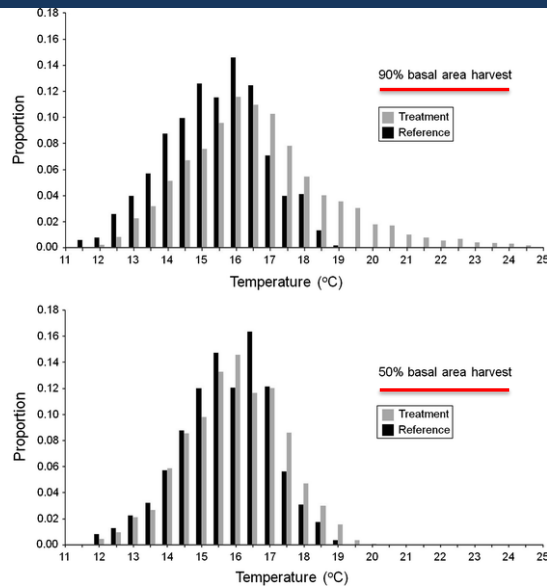 0.18
0.16
0.14
0.12
0.10
0.08
0.06
0.04
0.02
0.00
Proportion
90% basal area harvest
Treatment
Reference
11 12 13 14 15 16 17 18 19 20 21 22 23 24 25
Temperature (°C)
0.18
0.16
0.14
0.12
0.10
0.08
0.06
0.04
0.02
0.00
Proportion
50% basal area harvest
Treatment
Reference
11 12 13 14 15 16 17 18 19 20 21 22 23 24 25
Temperature (°C)